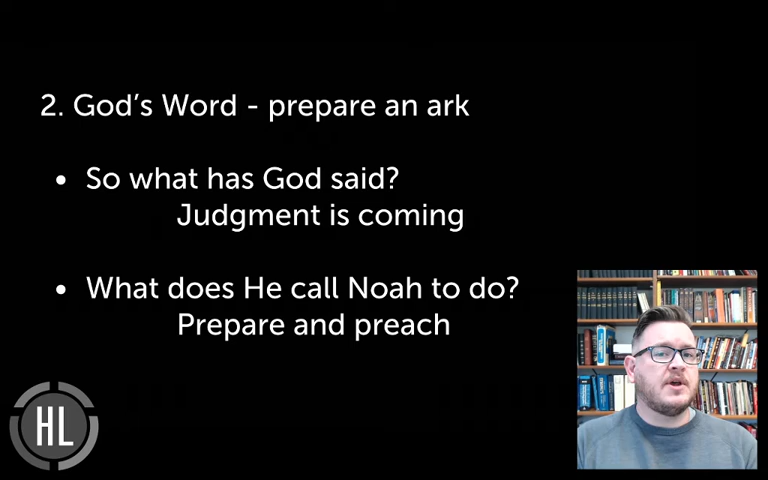 2. God's Word - prepare an ark
• So what has God said?
Judgment is coming
• What does He call Noah to do?
Prepare and preach
HL